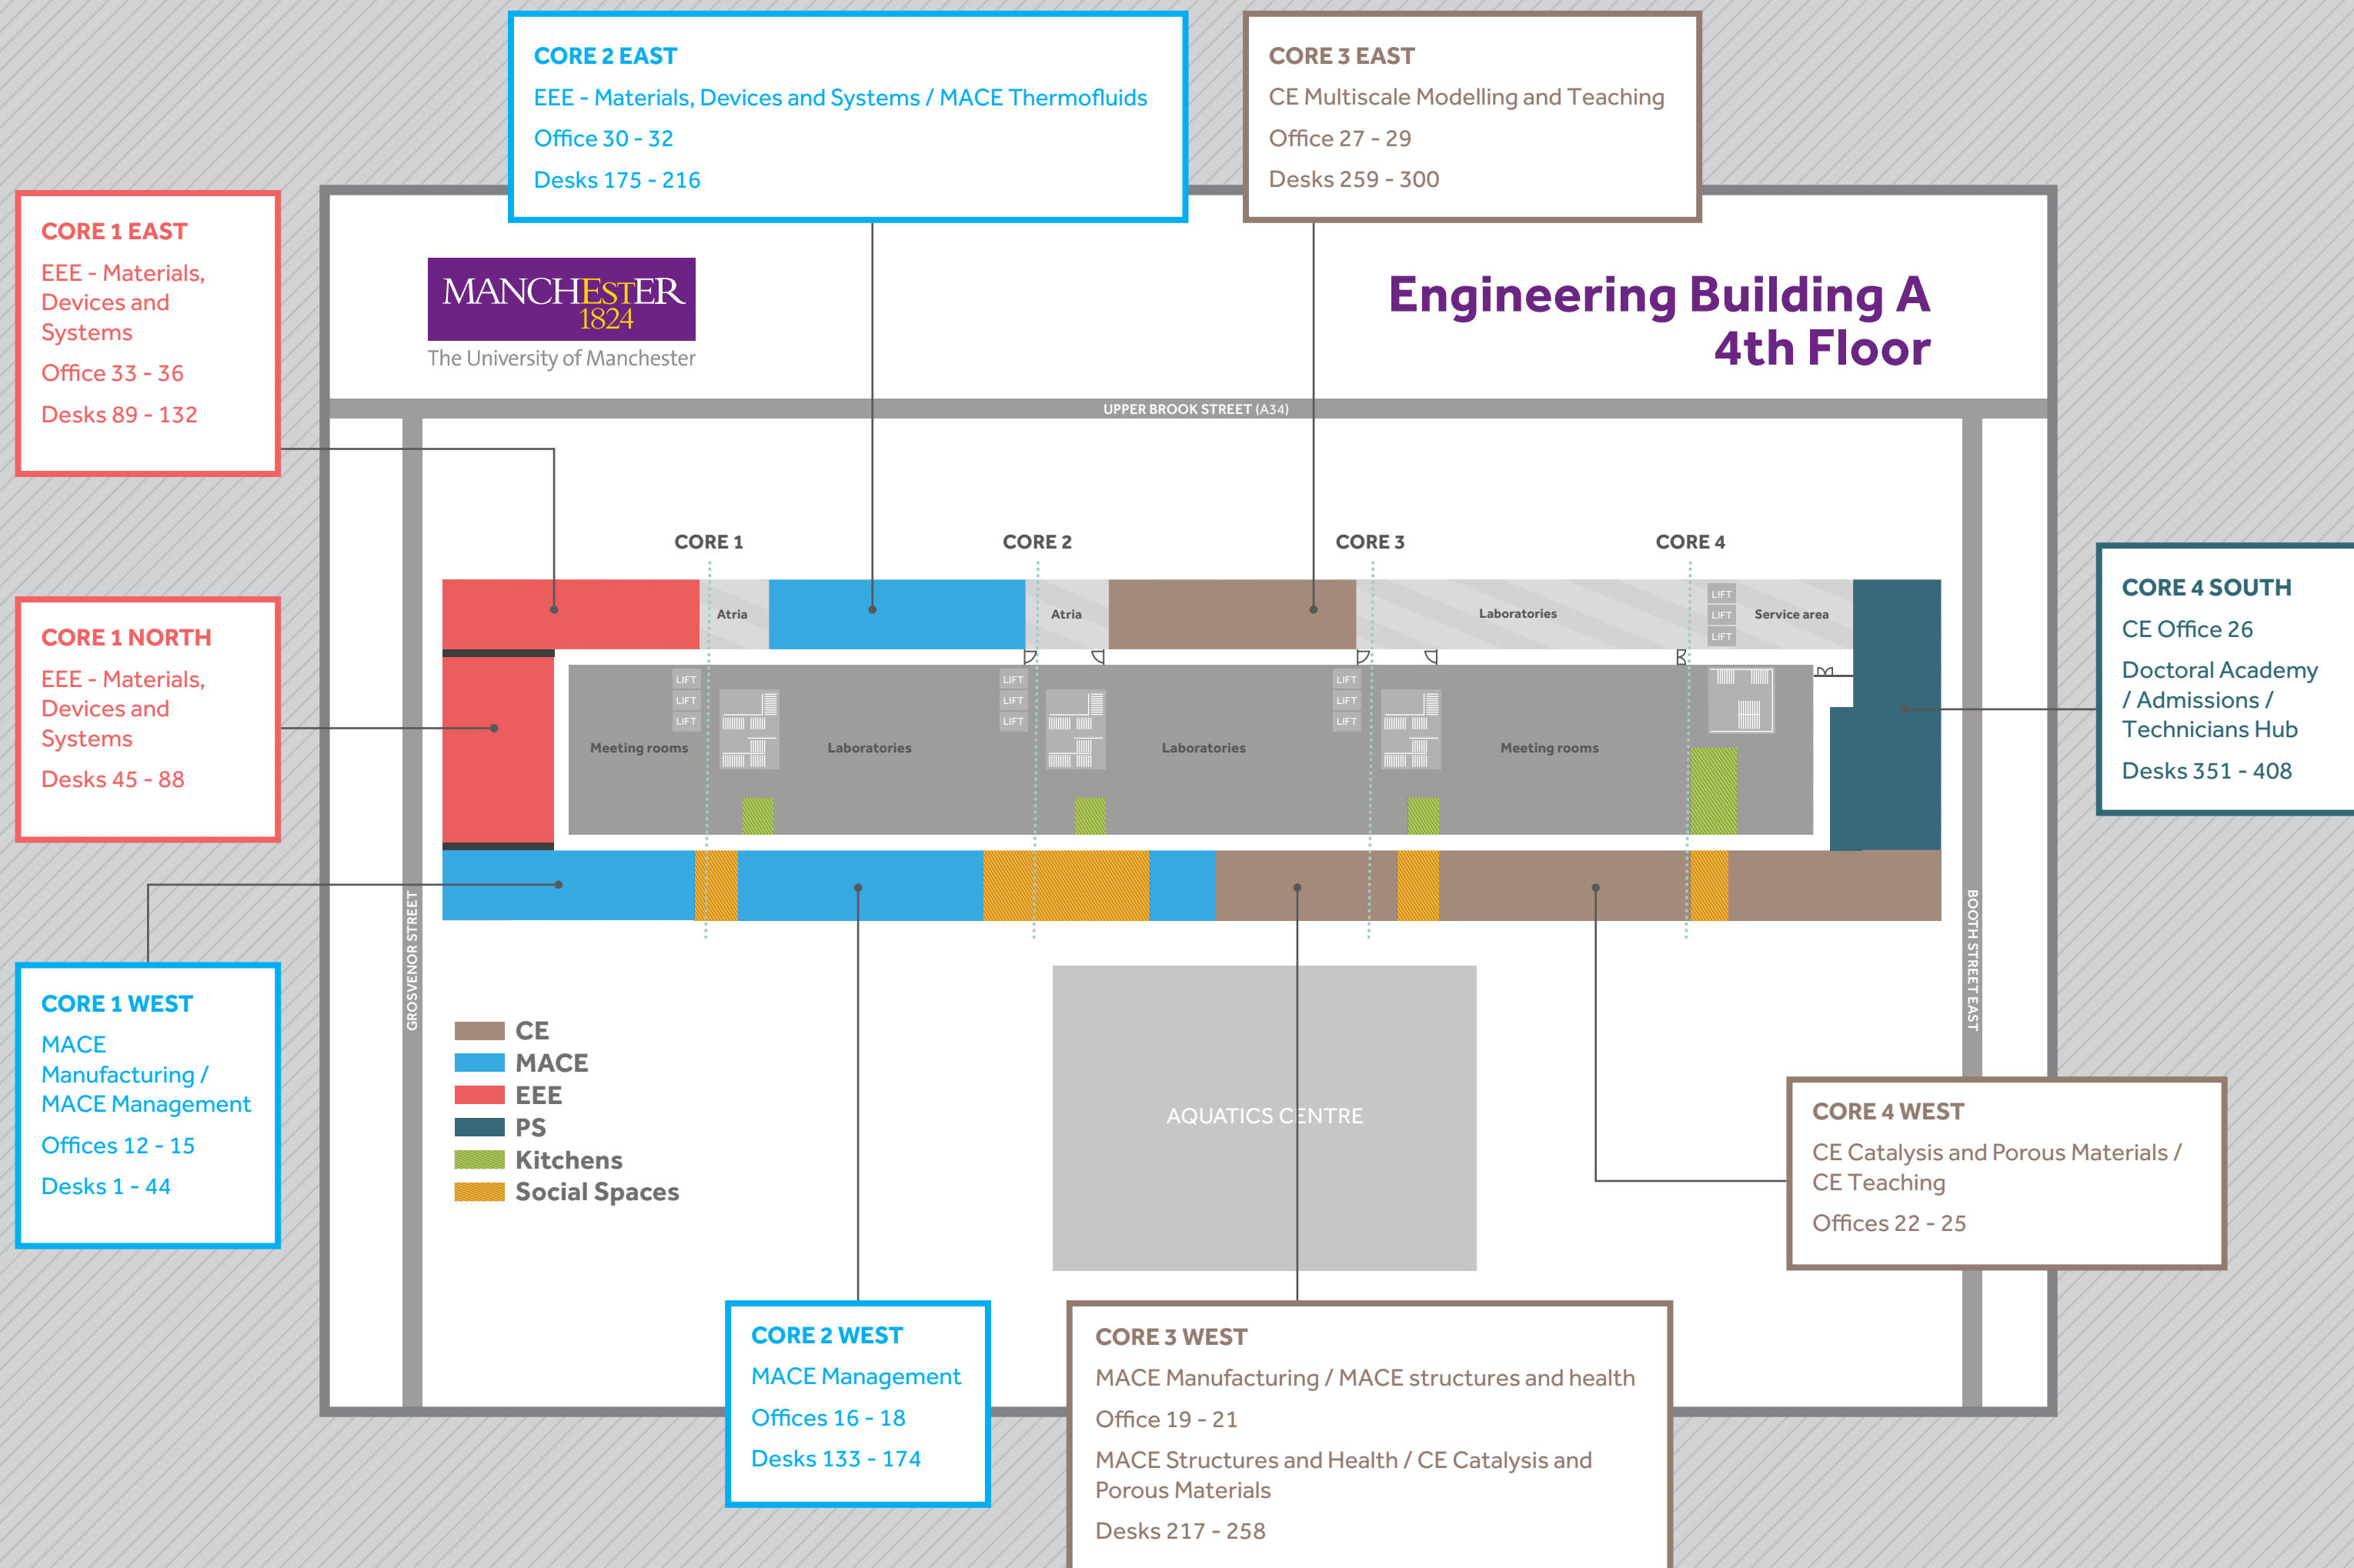 CORE 2 EAST
EEE - Materials, Devices and Systems / MACE Thermofluids
Office 30 - 32
Desks 175 - 216
CORE 3 EAST
CE Multiscale Modelling and Teaching
Office 27 - 29
Desks 259 - 300
CORE 1 EAST
EEE - Materials,
Devices and
Systems
Office 33 - 36
Desks 89 - 132
MANCHESTER
1824
The University of Manchester
Engineering Building A
4th Floor
UPPER BROOK STREET (A34)
CORE 1
CORE 2
CORE 3
CORE 4
CORE 1 NORTH
EEE - Materials,
Devices and
Systems
Desks 45 - 88
Atria
Atria
Laboratories
LIFT
LIFT
LIFT
Service area
LIFT
LIFT
LIFT
LIFT
LIFT
LIFT
LIFT
LIFT
LIFT
Meeting rooms
Laboratories
Laboratories
Meeting rooms
CORE 4 SOUTH
CE Office 26
Doctoral Academy
/ Admissions /
Technicians Hub
Desks 351 - 408
GROSVENOR STREET
BOOTH STREET EAST
CORE 1 WEST
MACE
Manufacturing /
MACE Management
Offices 12 - 15
Desks 1 - 44
CE
MACE
EEE
PS
Kitchens
Social Spaces
AQUATICS CENTRE
CORE 4 WEST
CE Catalysis and Porous Materials /
CE Teaching
Offices 22 - 25
CORE 2 WEST
MACE Management
Offices 16 - 18
Desks 133 - 174
CORE 3 WEST
MACE Manufacturing / MACE structures and health
Office 19 - 21
MACE Structures and Health / CE Catalysis and
Porous Materials
Desks 217 - 258